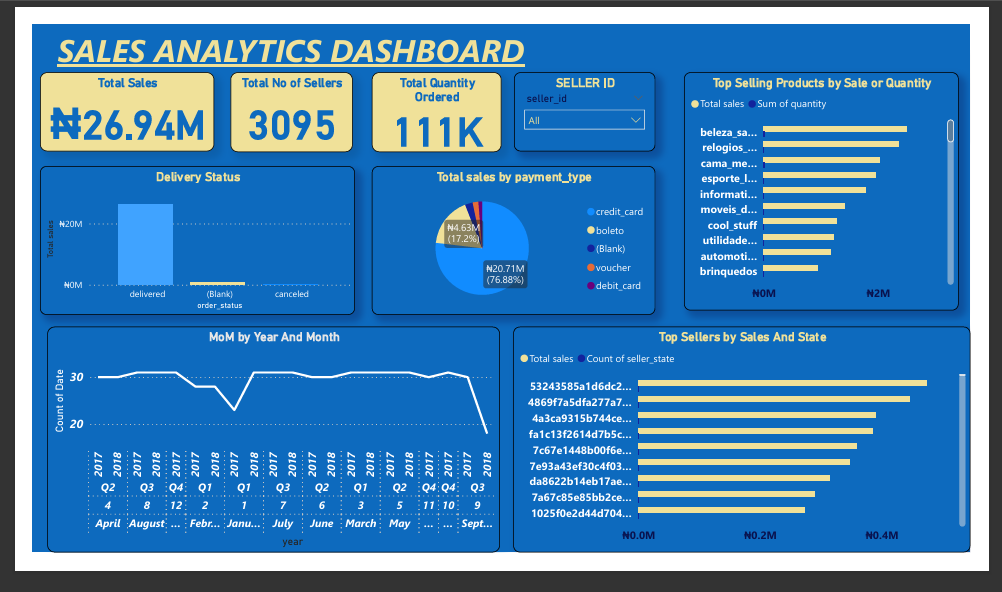 SALES ANALYTICS DASHBOARD
Total Sales
₦26.94M
Total No of Sellers
3095
Total Quantity
Ordered
111K
SELLER ID
seller_id
All
Top Selling Products by Sale or Quantity
Total sales Sum of quantity
beleza_sa...
relogios_...
cama_me...
esporte_l...
informati...
moveis_d...
cool_stuff
utilidade...
automoti...
brinquedos
₦0M ₦2M
Delivery Status
Total sales
₦20M
₦0M
delivered (Blank) canceled
order_status
Total sales by payment_type
₦4.63M
(17.2%)
₦20.71M
(76.88%)
credit_card
boleto
(Blank)
voucher
debit_card
MoM by Year And Month
Count of Date
30
20
2017 2018 2017 2018 2017 2017 2018 2017 2018 2017 2018 2017 2018 2017 2018 2017 2018 2017 2017 2017 2018
Q2 Q3 Q4 Q1 Q1 Q3 Q2 Q1 Q2 Q4 Q4 Q3
4 8 12 2 1 7 6 3 5 11 10 9
April August ... Febr... Janu... July June March May ... ... Sept...
year
Top Sellers by Sales And State
Total sales Count of seller_state
53243585a1d6dc2...
4869f7a5dfa277a7...
4a3ca9315b744ce...
fa1c13f2614d7b5c...
7c67e1448b00f6e...
7e93a43ef30c4f03...
da8622b14eb17ae...
7a67c85e85bb2ce...
1025f0e2d44d704...
₦0.0M ₦0.2M ₦0.4M